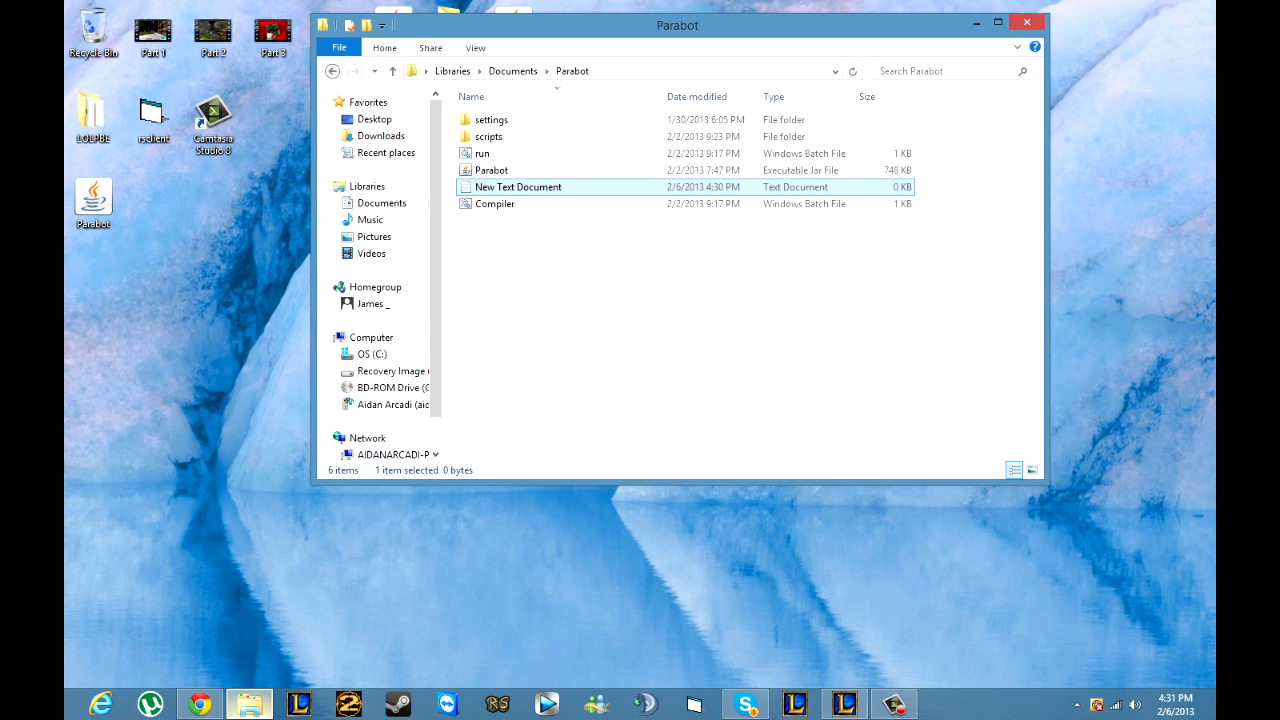 Recycle Bin
Part 1
Part 2
Part 3
LOLPBE
rsclient
Camtasia
Studio 8
Parabot
Parabot
File
Home
Share
View
Libraries
Documents
Parabot
Search Parabot
Name
Date modified
Type
Size
settings
1/30/2013 6:05 PM
File folder
scripts
2/2/2013 9:23 PM
File folder
run
2/2/2013 9:17 PM
Windows Batch File
1 KB
Parabot
2/2/2013 7:47 PM
Executable Jar File
748 KB
New Text Document
2/6/2013 4:30 PM
Text Document
0 KB
Compiler
2/2/2013 9:17 PM
Windows Batch File
1 KB
Favorites
Desktop
Downloads
Recent places
Libraries
Documents
Music
Pictures
Videos
Homegroup
James _
Computer
OS (C:)
Recovery Image (
BD-ROM Drive (
Aidan Arcadi (aid
Network
AIDANARCADI-P
6 items
1 item selected 0 bytes
4:31 PM
2/6/2013